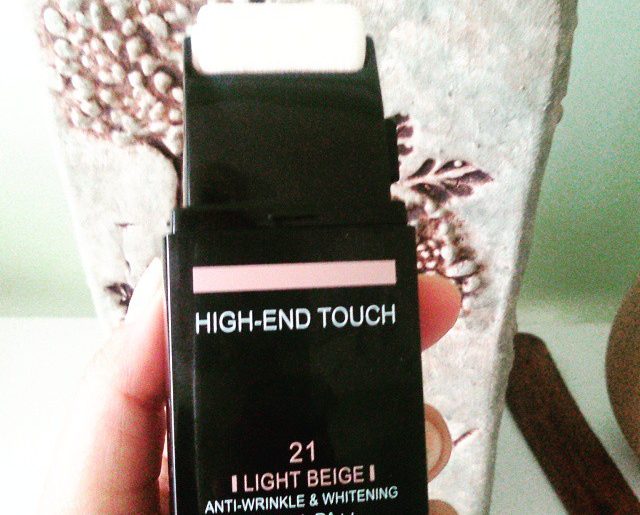 HIGH-END TOUCH
21
LIGHT BEIGE
ANTI-WRINKLE & WHITENING